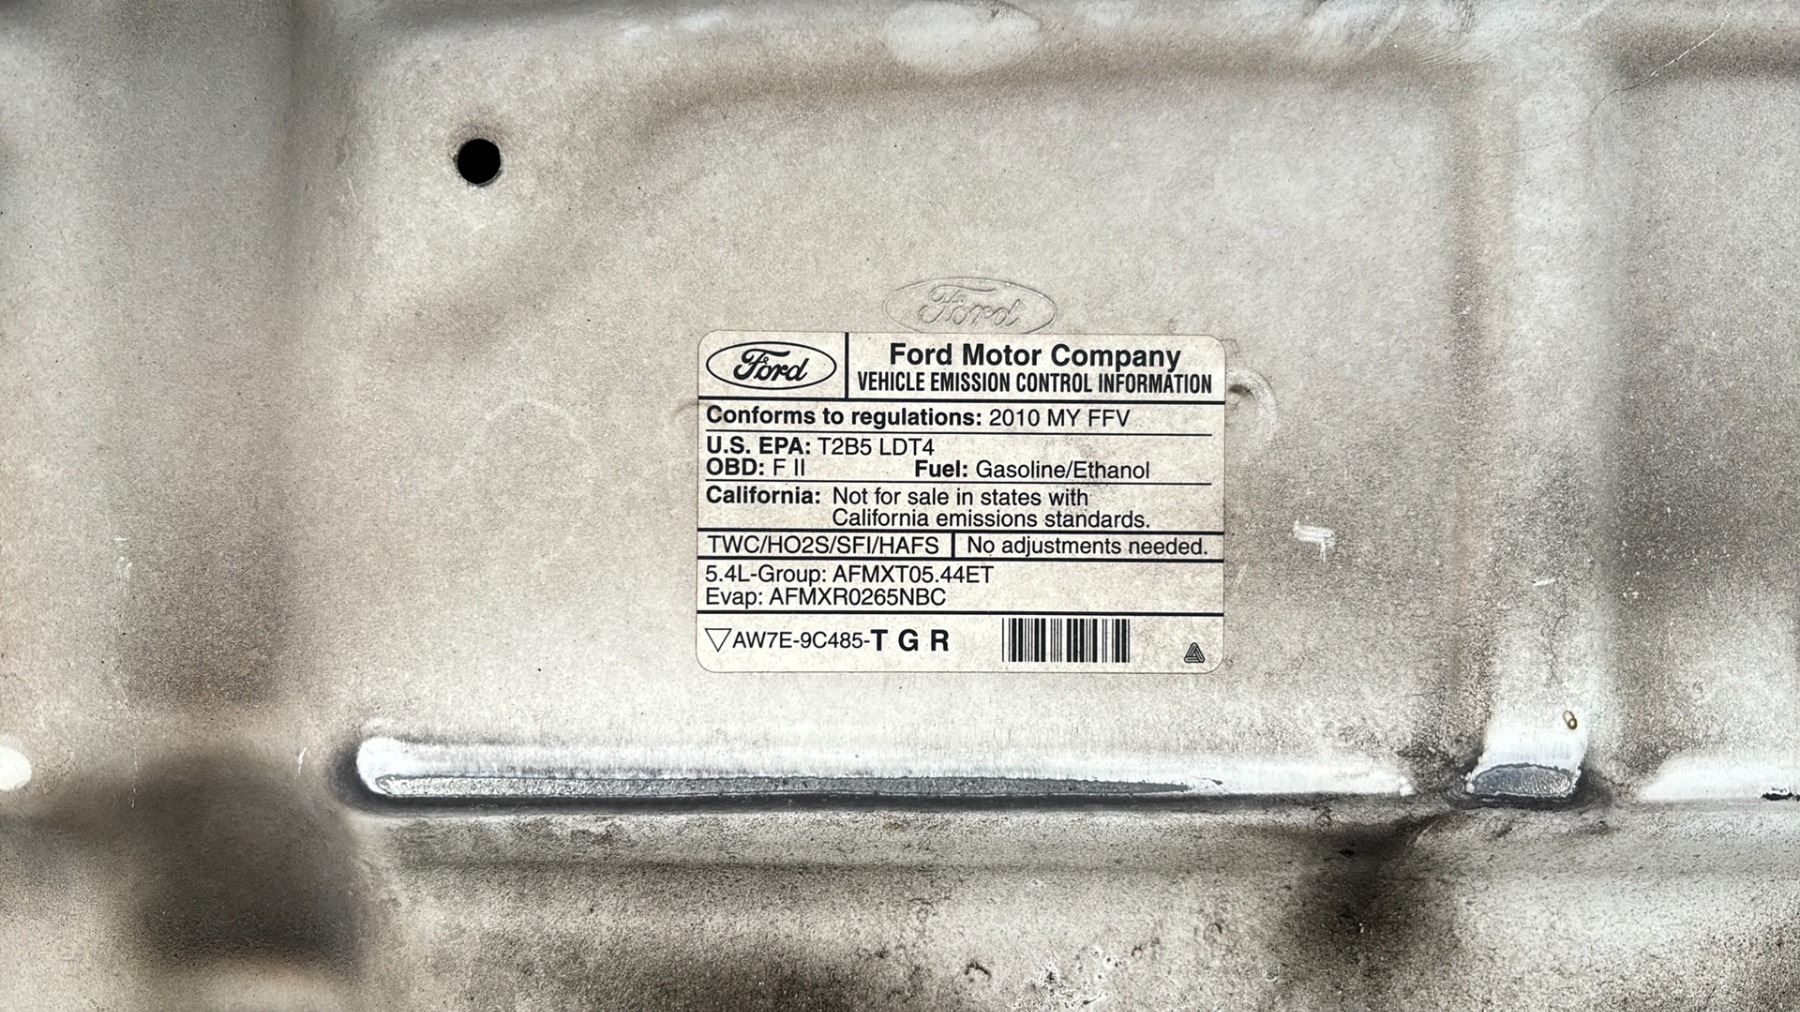 Ford
Ford Ford Motor Company
VEHICLE EMISSION CONTROL INFORMATION
Conforms to regulations: 2010 MY FFV
U.S. EPA: T2B5 LDT4
OBD: F II Fuel: Gasoline/Ethanol
California: Not for sale in states with
California emissions standards.
TWC/HO2S/SFI/HAFS No adjustments needed.
5.4L-Group: AFMXT05.44ET
Evap: AFMXR0265NBC
▽AW7E-9C485-T G R